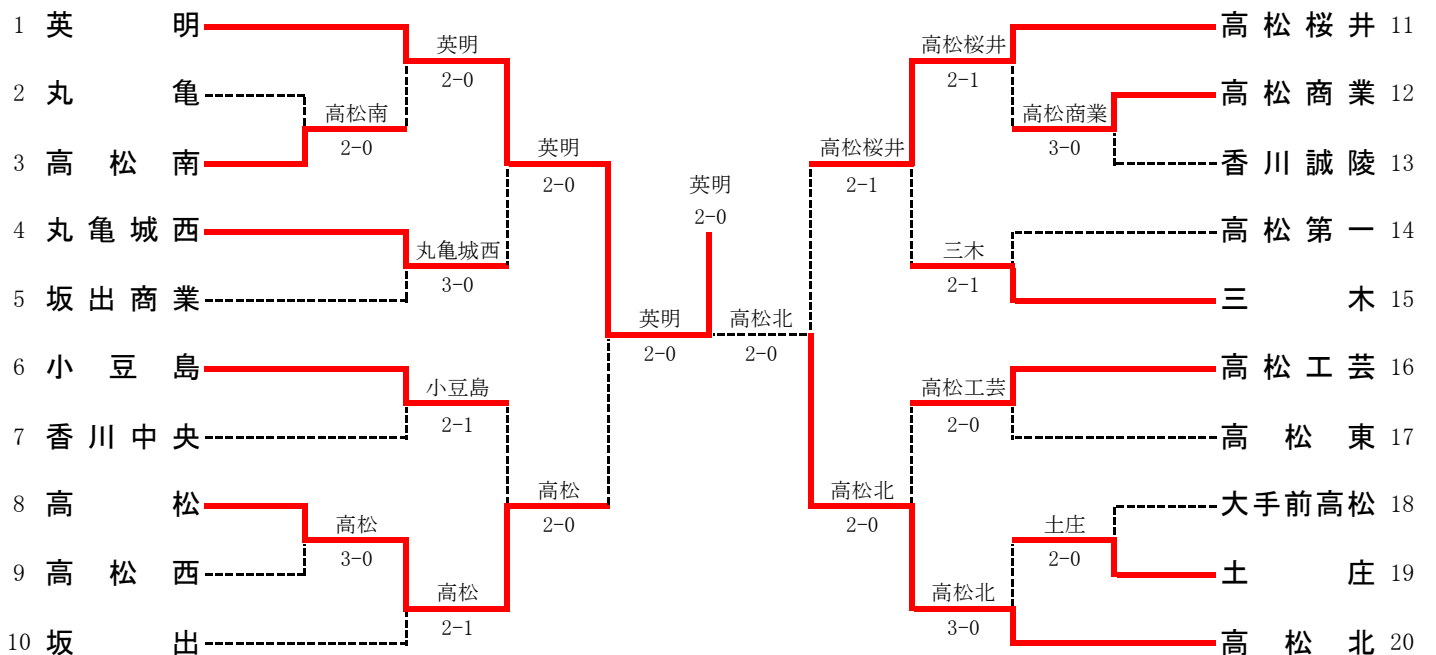 1 英明
2 丸亀
3 高松南
4 丸亀城西
5 坂出商業
6 小豆島
7 香川中央
8 高松
9 高松西
10 坂出
高松南
2-0
英明
2-0
丸亀城西
3-0
小豆島
2-1
高松
3-0
高松
2-1
英明
2-0
高松
2-0
英明
2-0
英明
2-0
高松北
2-0
高松桜井
2-1
高松北
2-0
高松桜井
2-1
三木
2-1
高松工芸
2-0
高松北
3-0
高松商業
3-0
土庄
2-0
高松桜井 11
高松商業 12
香川誠陵 13
高松第一 14
三木 15
高松工芸 16
高松東 17
大手前高松 18
土庄 19
高松北 20